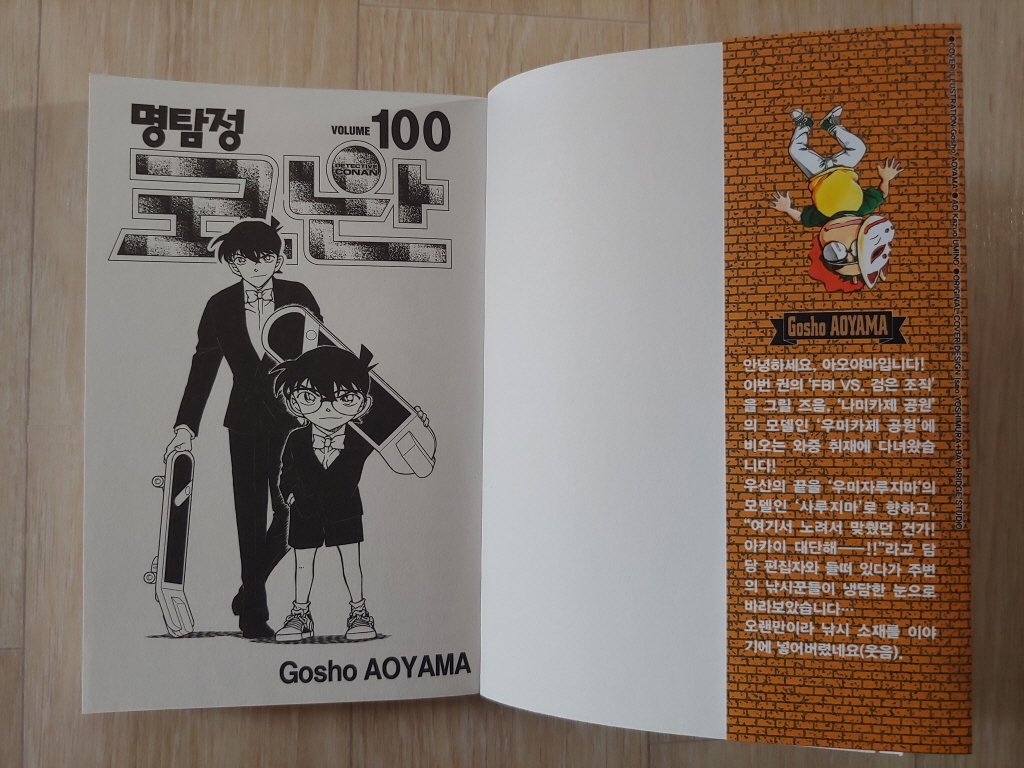 명탐정
VOLUME 100
코난
DETECTIVE
CONAN
Gosho AOYAMA
Gosho AOYAMA
안녕하세요, 아오야마입니다!
이번 권의 'FBI VS. 검은 조직'
을 그릴 즈음, '나미카제 공원'
의 모델인 '우미카제 공원'에
비오는 와중 취재에 다녀왔습
니다!
우산의 끝을 '우미자루지마'의
모델인 '사루지마'로 향하고,
"여기서 노려서 맞췄던 건가!
아카이 대단해──!!"라고 담
당 편집자와 들떠 있다가 주변
의 낚시꾼들이 냉담한 눈으로
바라보았습니다…
오랜만이라 낚시 소재를 이야
기에 넣어버렸네요(웃음).
●COVER ILLUSTRATION: Gosho AOYAMA
●ORIGINAL COVER DESIGN: